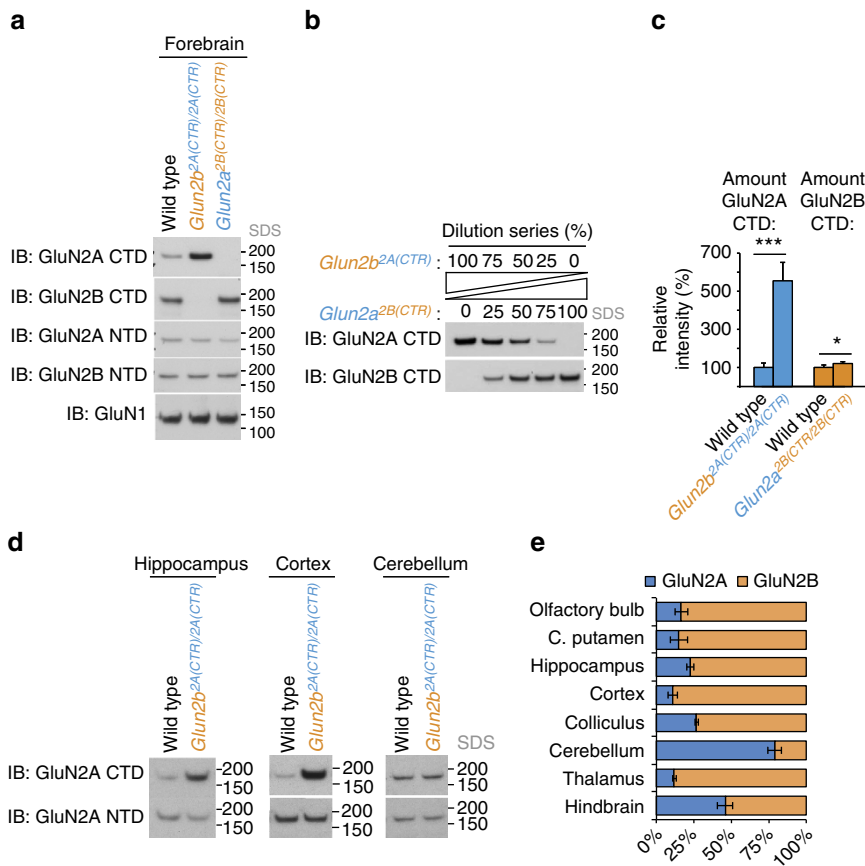 a
Forebrain
Wild type
Glun2b2A(CTR)/2A(CTR)
Glun2a2B(CTR)/2B(CTR)
SDS
IB: GluN2A CTD
200
150
IB: GluN2B CTD
200
150
IB: GluN2A NTD
200
150
IB: GluN2B NTD
200
150
IB: GluN1
150
100
b
Dilution series (%)
Glun2b2A(CTR) : 100 75 50 25 0
Glun2a2B(CTR) : 0 25 50 75 100 SDS
IB: GluN2A CTD
200
150
IB: GluN2B CTD
200
150
c
Amount GluN2A CTD:
Amount GluN2B CTD:
Relative intensity (%)
700
500
300
100
***
*
Wild type
Glun2b2A(CTR)/2A(CTR)
Wild type
Glun2a2B(CTR/2B(CTR)
d
Hippocampus
Cortex
Cerebellum
Wild type
Glun2b2A(CTR)/2A(CTR)
Wild type
Glun2b2A(CTR)/2A(CTR)
Wild type
Glun2b2A(CTR)/2A(CTR)
SDS
IB: GluN2A CTD
200
150
200
150
200
150
IB: GluN2A NTD
200
150
200
150
200
150
e
GluN2A GluN2B
Olfactory bulb
C. putamen
Hippocampus
Cortex
Colliculus
Cerebellum
Thalamus
Hindbrain
0% 25% 50% 75% 100%